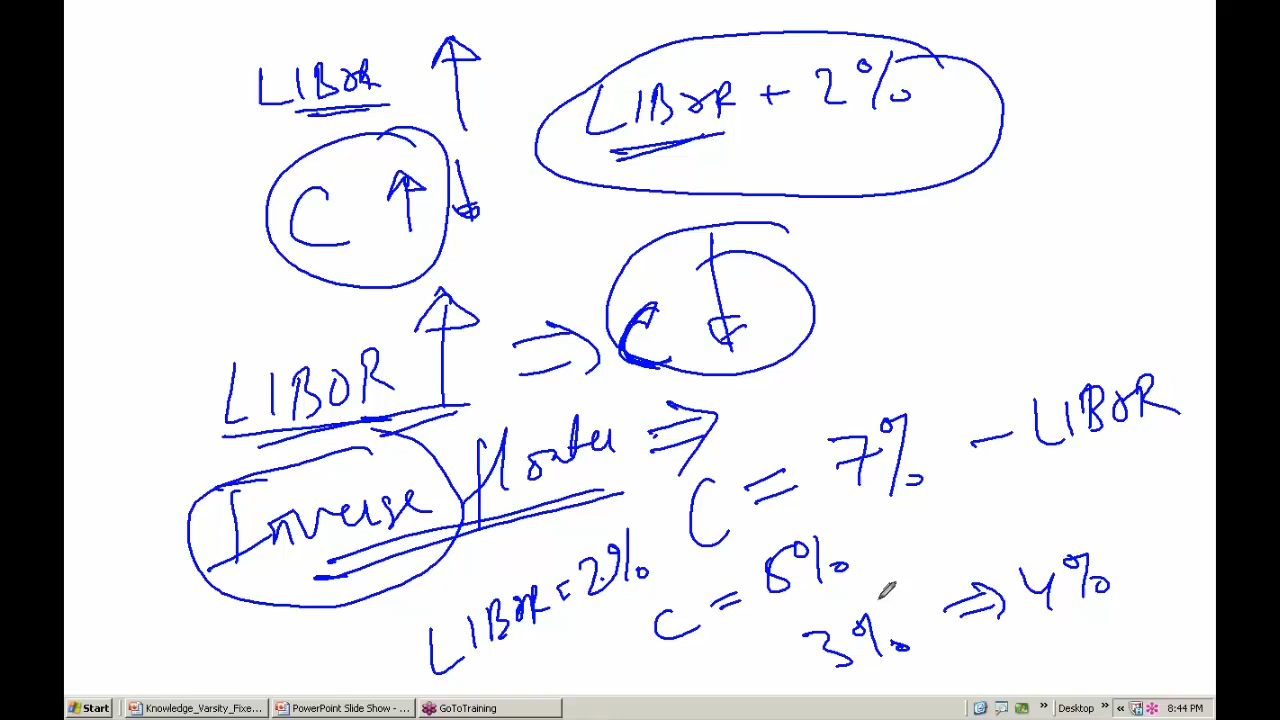 LIBOR ↑
LIBOR + 2%
C ↑ ↓
LIBOR ↑ ⇒ C ↓
Inverse floater ⇒
C = 7% - LIBOR
LIBOR = 2%
C = 5%
3% ⇒ 4%
Start
Knowledge_Varsity_Fixe...
PowerPoint Slide Show - ...
GoToTraining
Desktop
8:44 PM